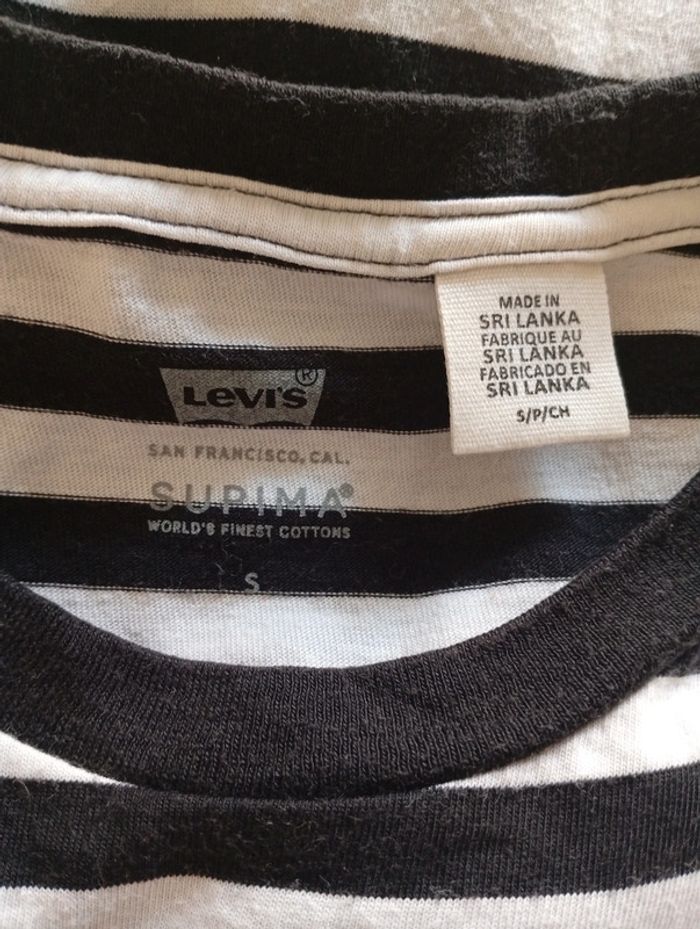 LEVI'S®
SAN FRANCISCO, CAL.
SUPIMA®
WORLD'S FINEST COTTONS
S
MADE IN
SRI LANKA
FABRIQUE AU
SRI LANKA
FABRICADO EN
SRI LANKA
S/P/CH